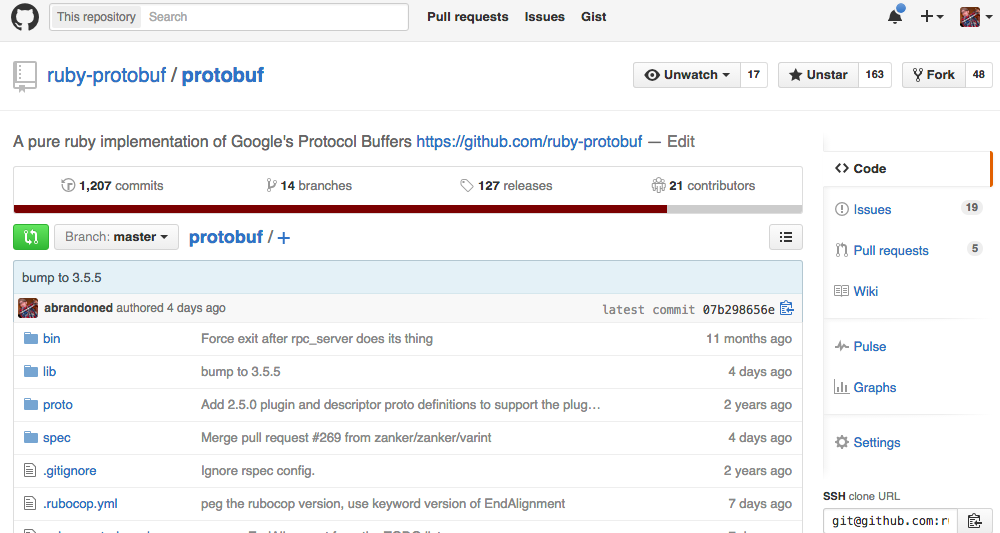 This repository Search Pull requests Issues Gist
ruby-protobuf / protobuf Unwatch 17 Unstar 163 Fork 48
A pure ruby implementation of Google's Protocol Buffers https://github.com/ruby-protobuf — Edit
1,207 commits 14 branches 127 releases 21 contributors
Branch: master protobuf / +
bump to 3.5.5
abrandoned authored 4 days ago latest commit 07b298656e
bin Force exit after rpc_server does its thing 11 months ago
lib bump to 3.5.5 4 days ago
proto Add 2.5.0 plugin and descriptor proto definitions to support the plug… 2 years ago
spec Merge pull request #269 from zanker/zanker/varint 4 days ago
.gitignore Ignore rspec config. 2 years ago
.rubocop.yml peg the rubocop version, use keyword version of EndAlignment 7 days ago
Code
Issues 19
Pull requests 5
Wiki
Pulse
Graphs
Settings
SSH clone URL
git@github.com:ru